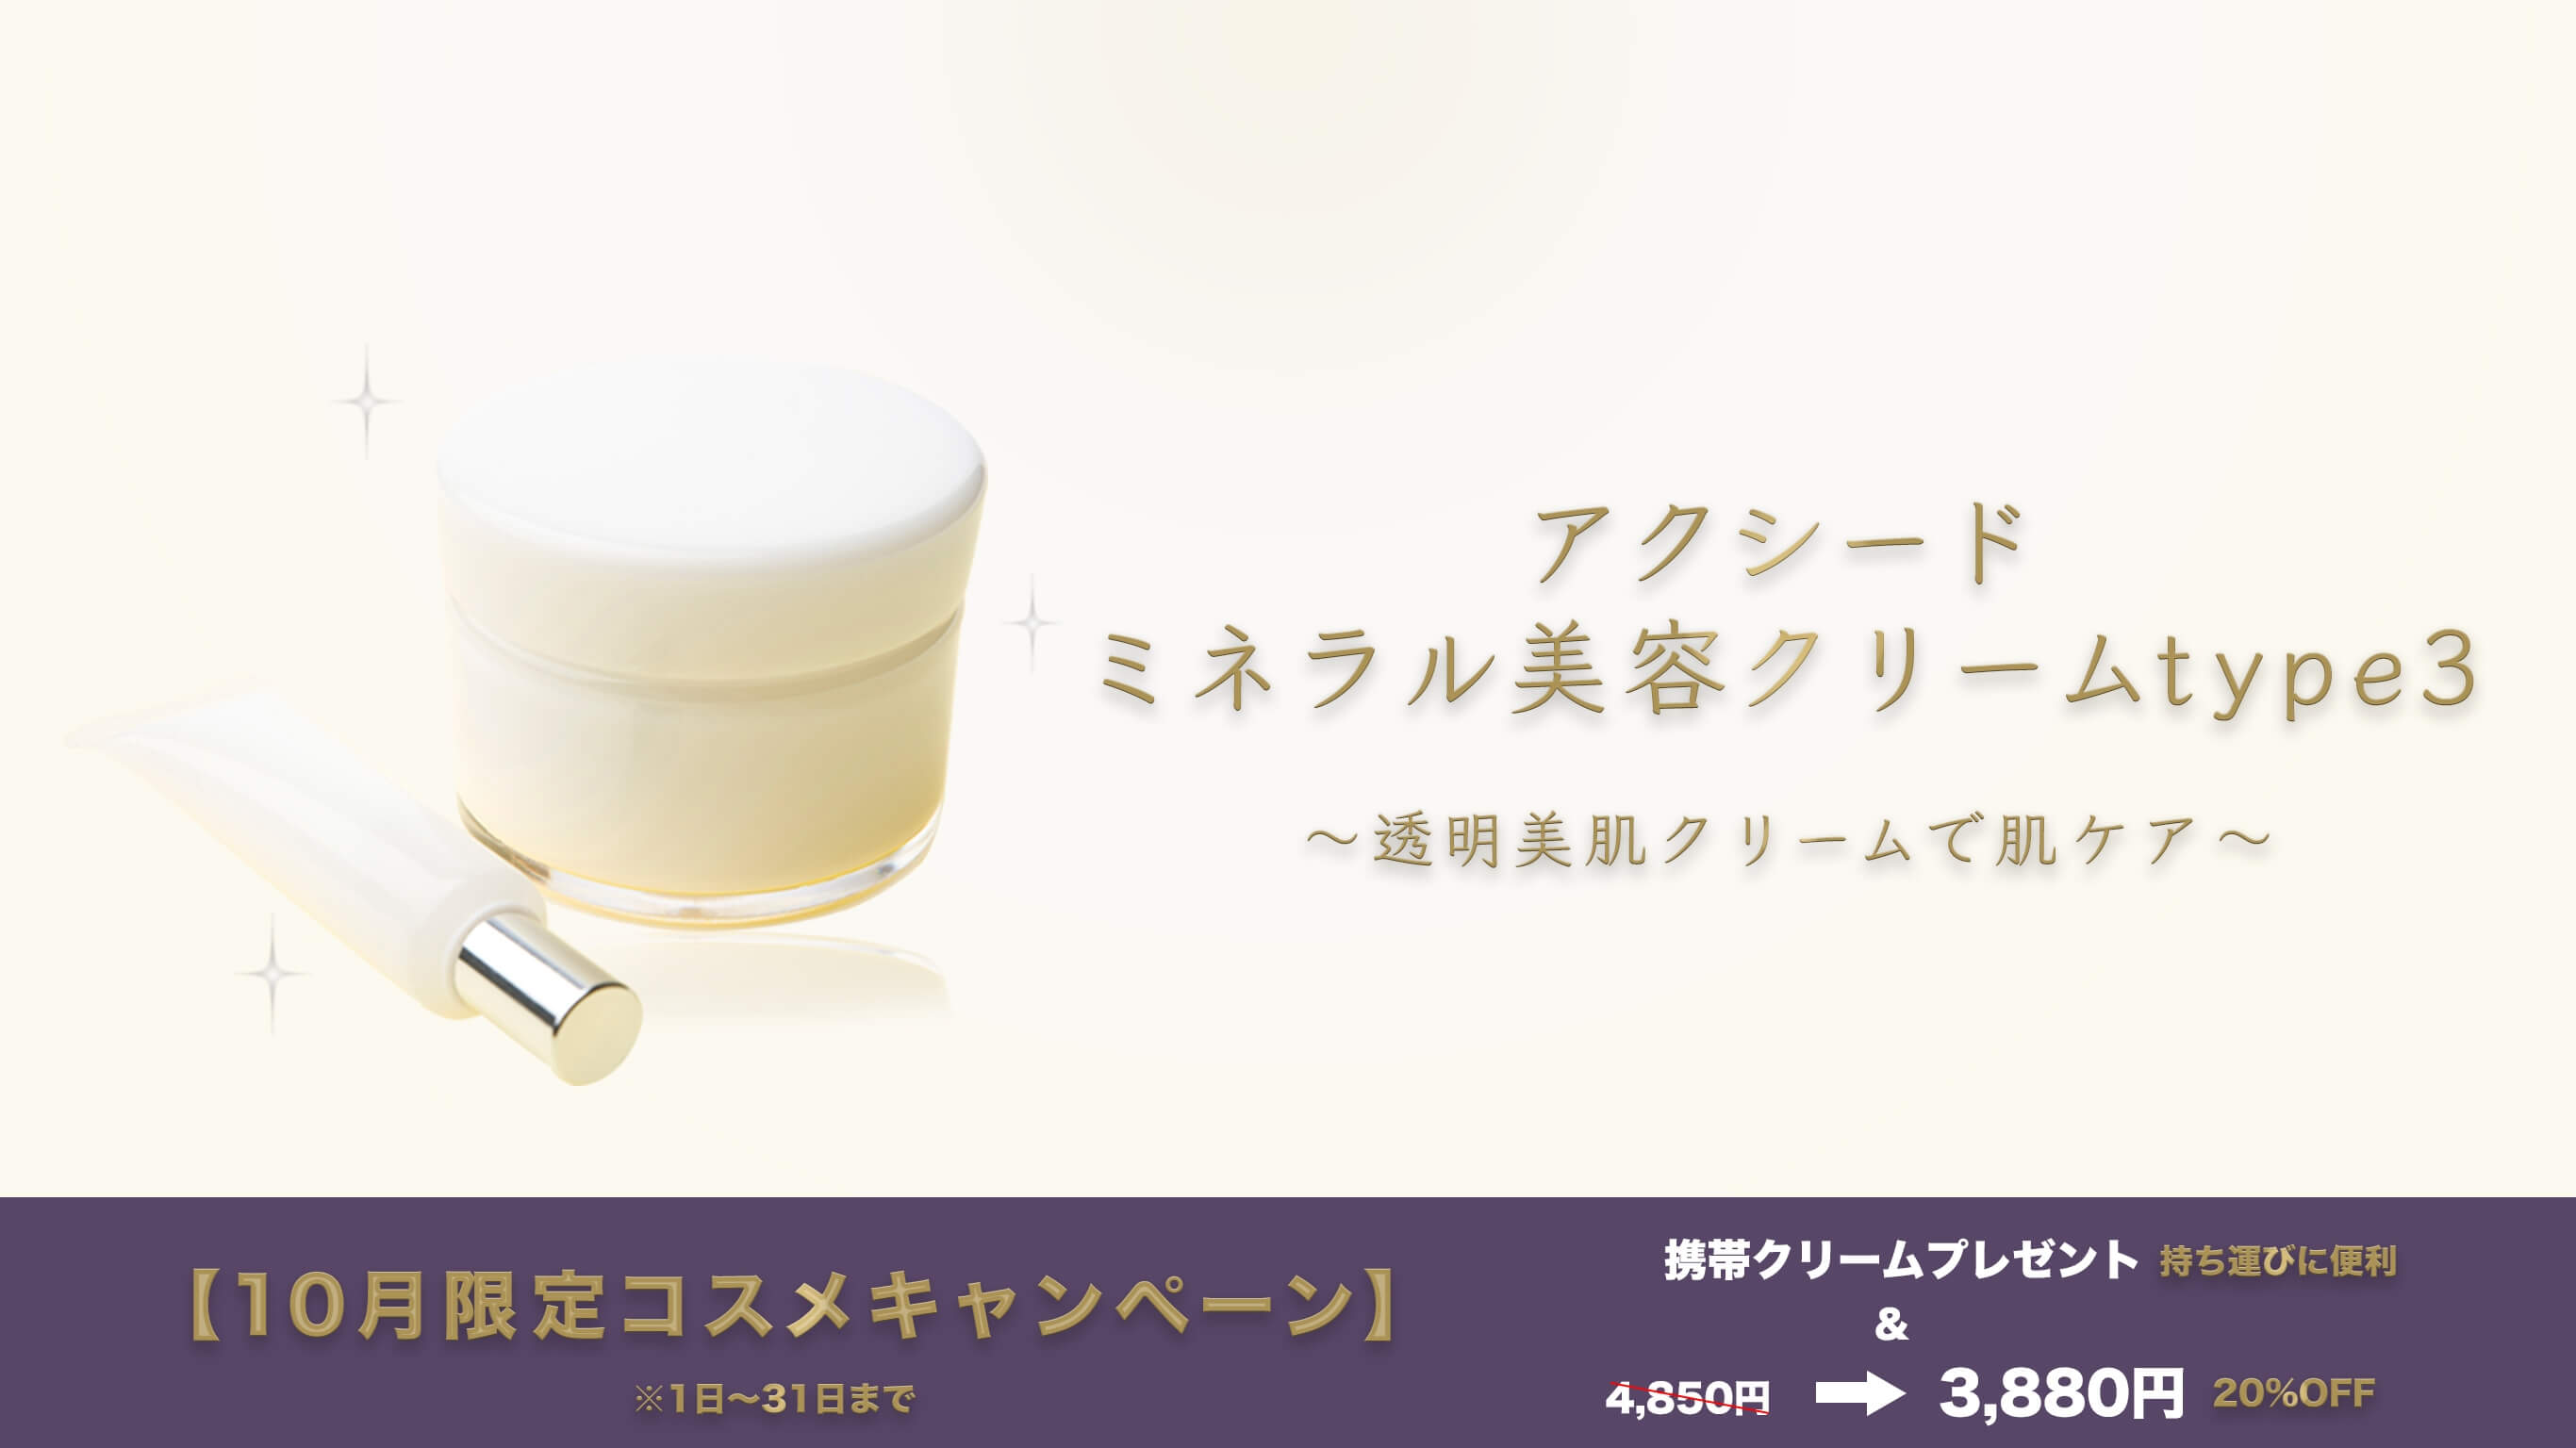 アクシード
ミネラル美容クリームtype3
～透明美肌クリームで肌ケア～
【10月限定コスメキャンペーン】
※1日～31日まで
携帯クリームプレゼント 持ち運びに便利
&
4,850円 ➡ 3,880円 20%OFF